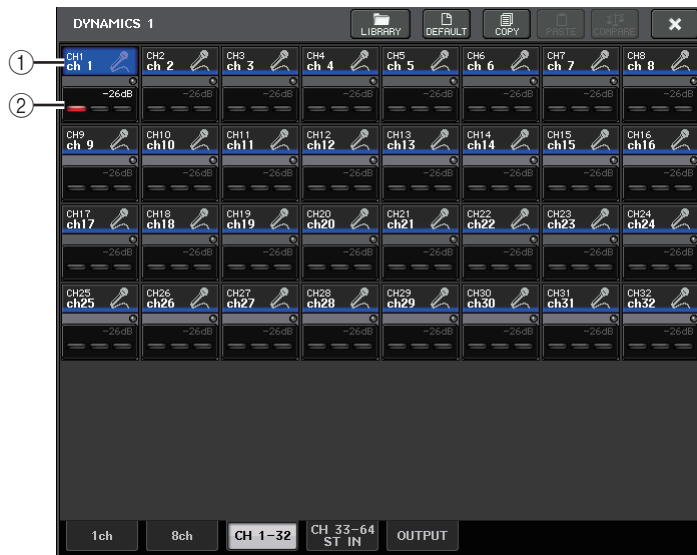 DYNAMICS 1
LIBRARY DEFAULT COPY PASTE COMPARE
① CH1 CH2 CH3 CH4 CH5 CH6 CH7 CH8
ch 1 ch 2 ch 3 ch 4 ch 5 ch 6 ch 7 ch 8
② -26dB -26dB -26dB -26dB -26dB -26dB -26dB -26dB
CH9 CH10 CH11 CH12 CH13 CH14 CH15 CH16
ch 9 ch10 ch11 ch12 ch13 ch14 ch15 ch16
-26dB -26dB -26dB -26dB -26dB -26dB -26dB -26dB
CH17 CH18 CH19 CH20 CH21 CH22 CH23 CH24
ch17 ch18 ch19 ch20 ch21 ch22 ch23 ch24
-26dB -26dB -26dB -26dB -26dB -26dB -26dB -26dB
CH25 CH26 CH27 CH28 CH29 CH30 CH31 CH32
ch25 ch26 ch27 ch28 ch29 ch30 ch31 ch32
-26dB -26dB -26dB -26dB -26dB -26dB -26dB -26dB
1ch 8ch CH 1-32 CH 33-64 OUTPUT
ST IN